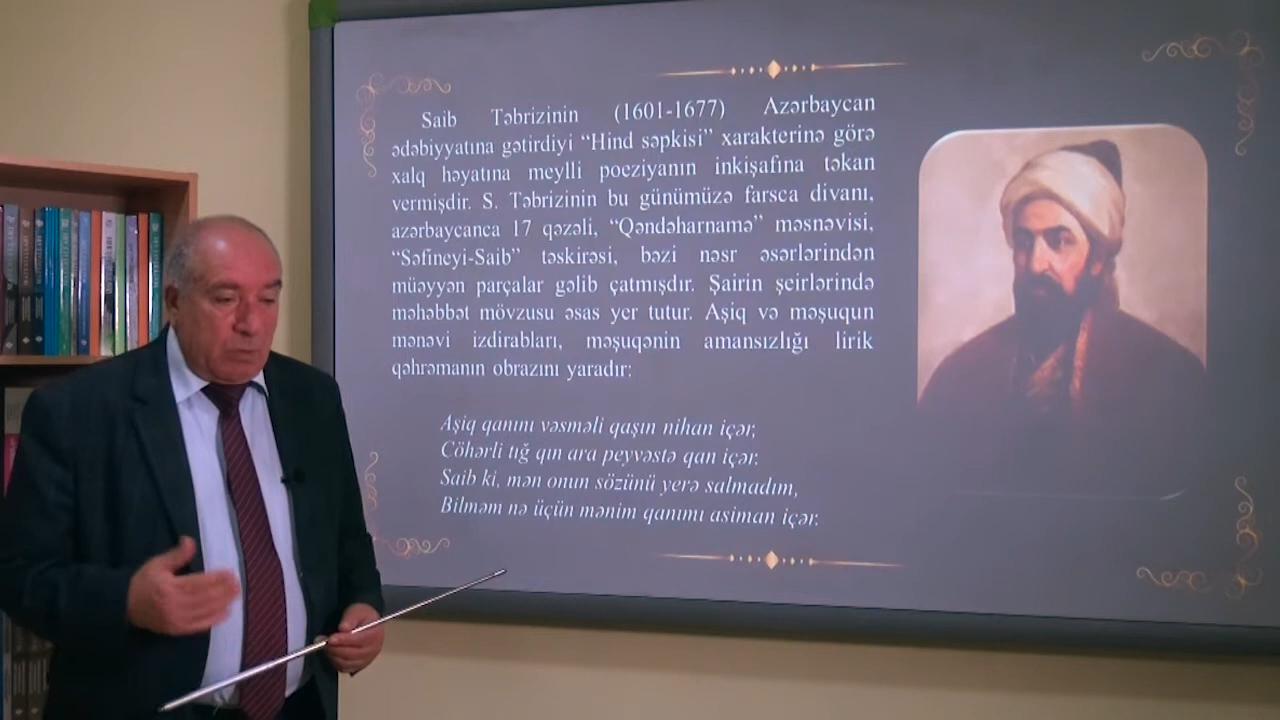 Saib Təbrizinin (1601-1677) Azərbaycan
ədəbiyyatına gətirdiyi “Hind səpkisi” xarakterinə görə
xalq həyatına meylli poeziyanın inkişafına təkan
vermişdir. S. Təbrizinin bu günümüzə farsca divanı,
azərbaycanca 17 qəzəli, “Qəndəharnamə” məsnəvisi,
“Səfineyi-Saib” təskirəsi, bəzi nəsr əsərlərindən
müəyyən parçalar gəlib çatmışdır. Şairin şeirlərində
məhəbbət mövzusu əsas yer tutur. Aşiq və məşuqun
mənəvi izdirabları, məşuqənin amansızlığı lirik
qəhrəmanın obrazını yaradır:
Aşiq qanını vəsməli qaşın nihan içər,
Cöhərli tığ qın ara peyvəstə qan içər.
Saib ki, mən onun sözünü yerə salmadım,
Bilməm nə üçün mənim qanımı asiman içər.